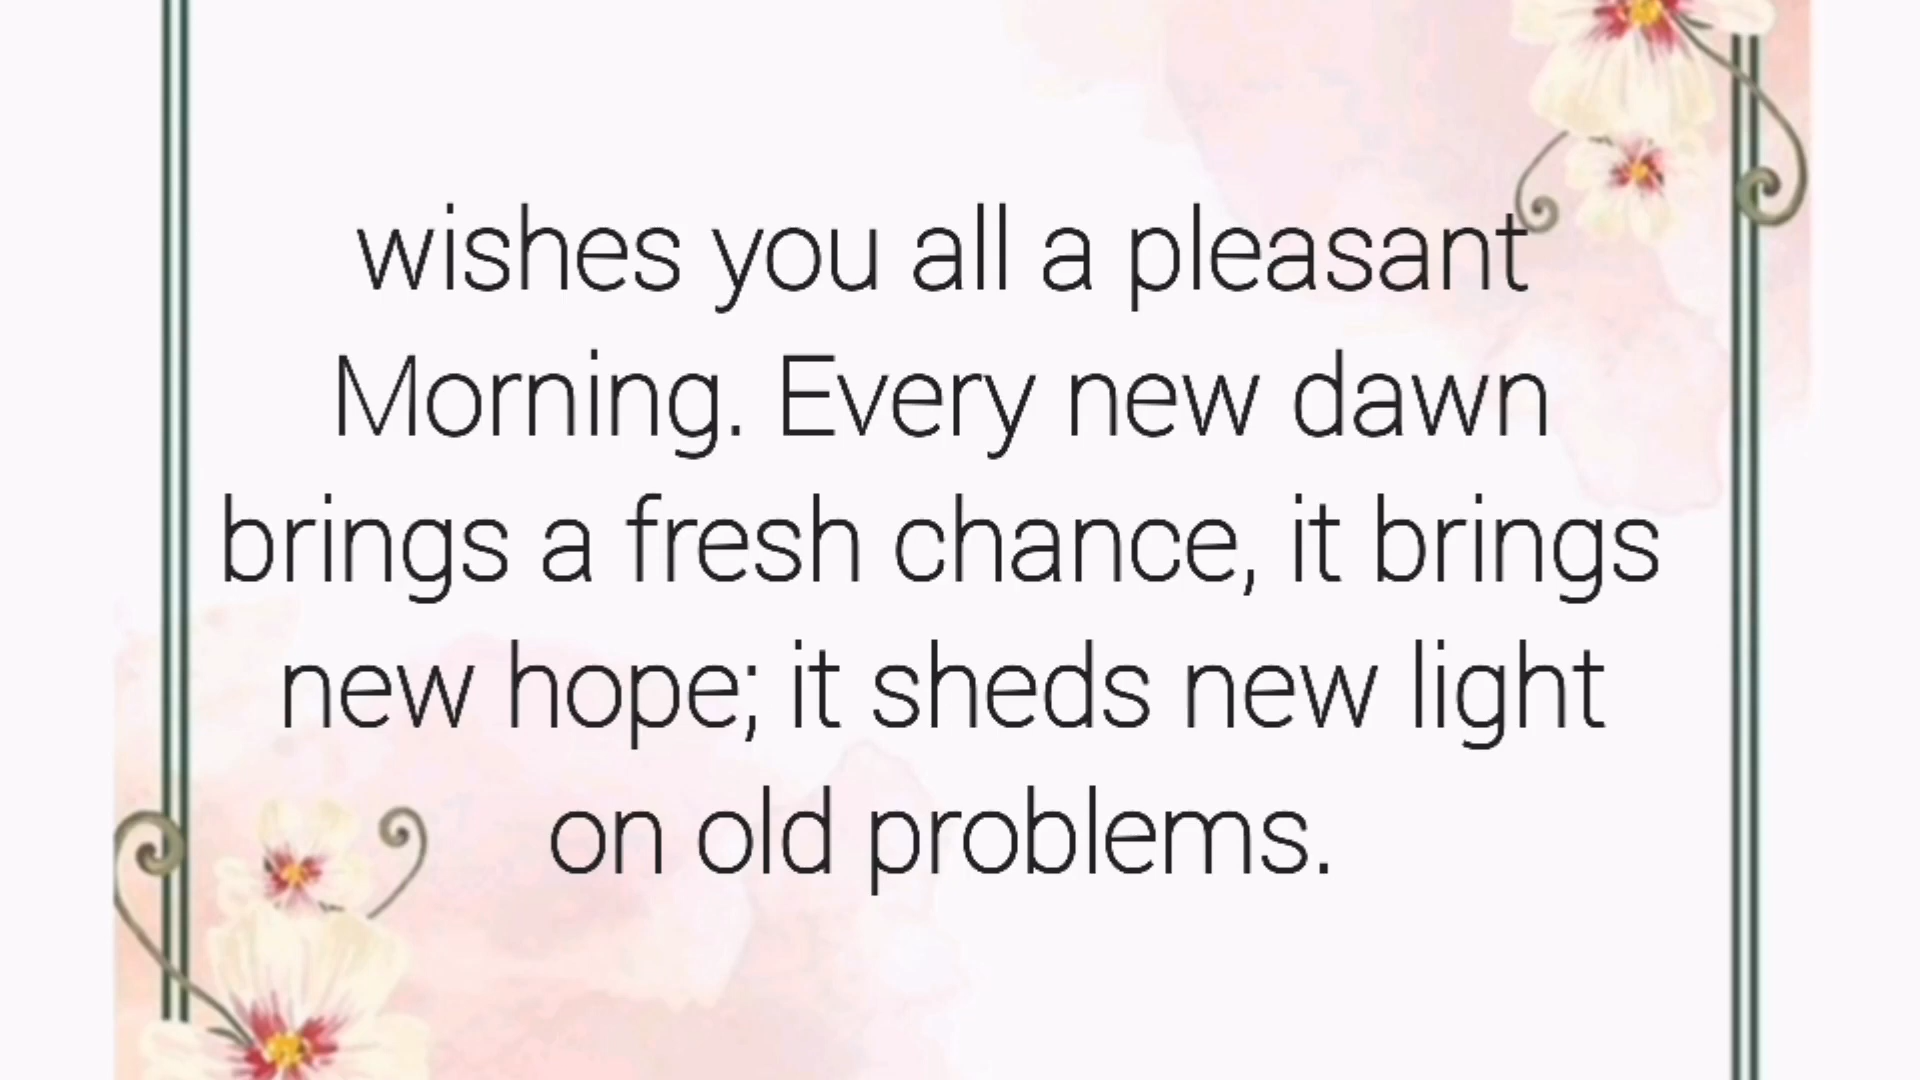 wishes you all a pleasant
Morning. Every new dawn
brings a fresh chance, it brings
new hope; it sheds new light
on old problems.